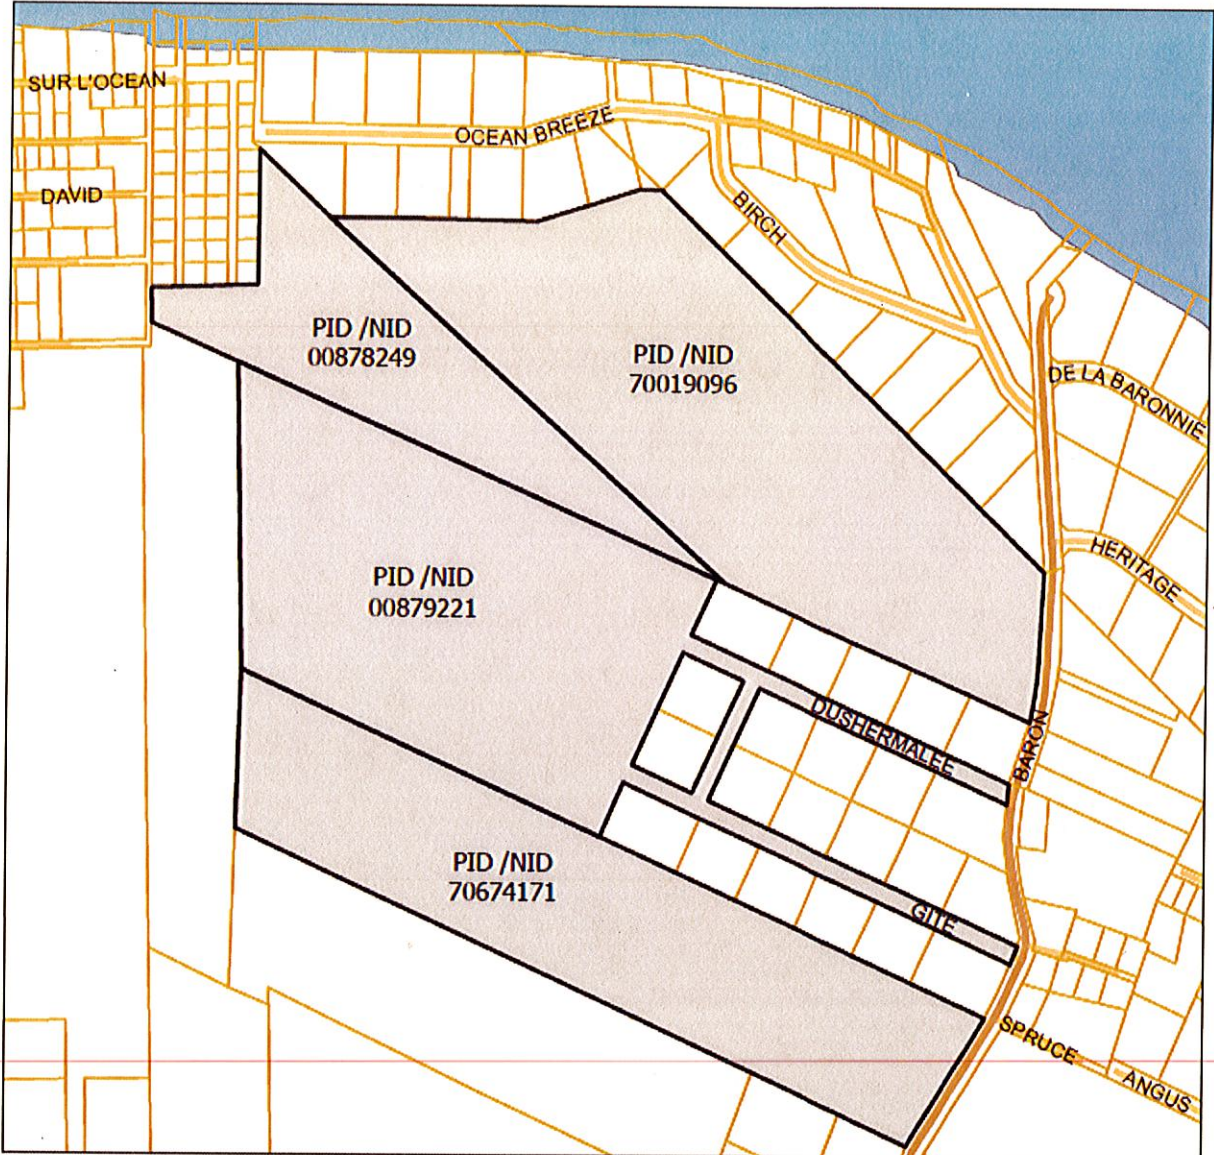 SUR L'OCEAN
OCEAN BREEZE
DAVID
BIRCH
PID /NID
00878249
PID /NID
70019096
DE LA BARONNIE
HERITAGE
PID /NID
00879221
DUSHERMALEE
BARON
PID /NID
70674171
GITE
SPRUCE
ANGUS